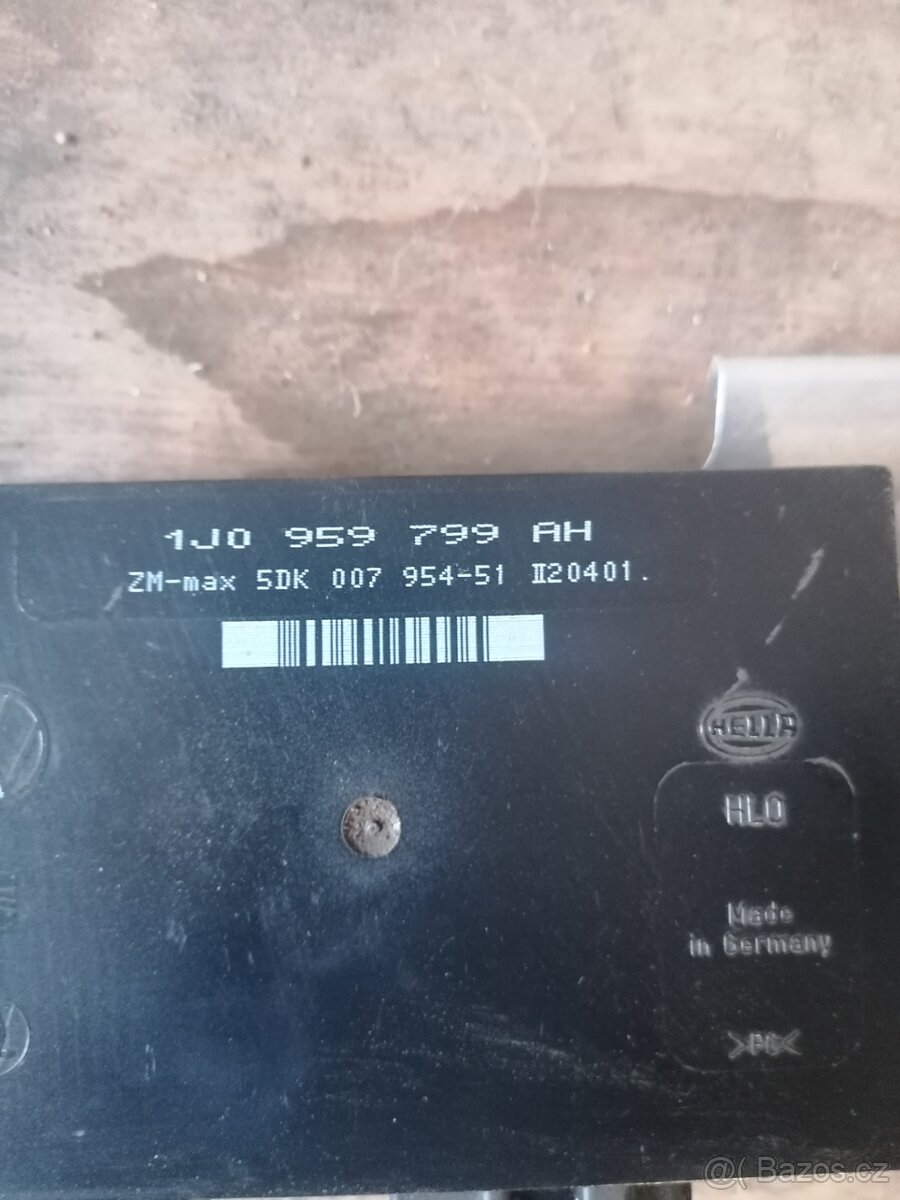 1J0 959 799 AH
ZM-max 5DK 007 954-51 II20401.
HELLA
HLO
Made
in Germany
>PC<
@( Bazos.cz